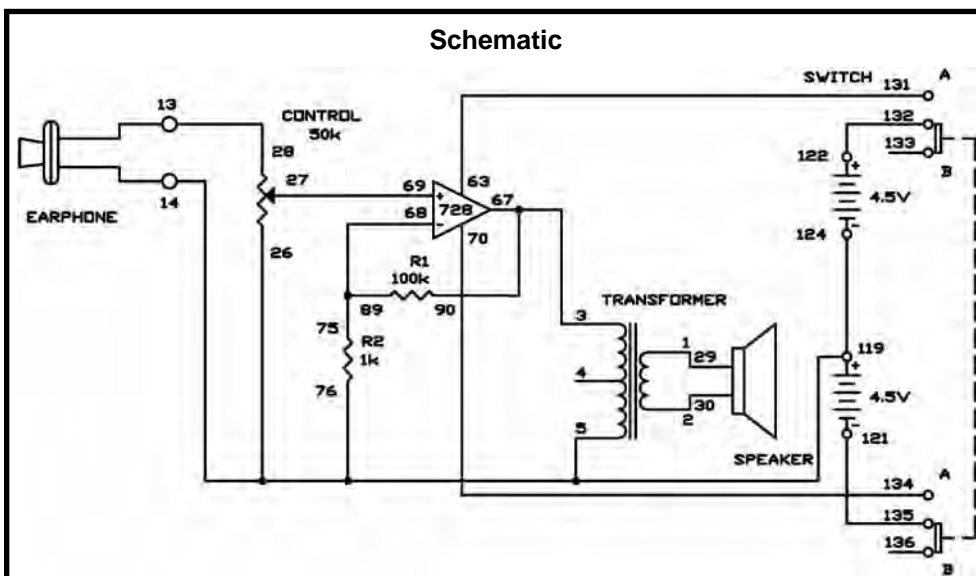 Schematic
SWITCH 131 A
132
133
B
13
CONTROL
50k
28
27
26
14
EARPHONE
69 63 67
+
728
68
-
70
R1
100k
89 90
75
R2
1k
76
TRANSFORMER
3
4
5
1
29
30
2
SPEAKER
122
+
4.5V
-
124
119
+
4.5V
-
121
134 A
135
136
B